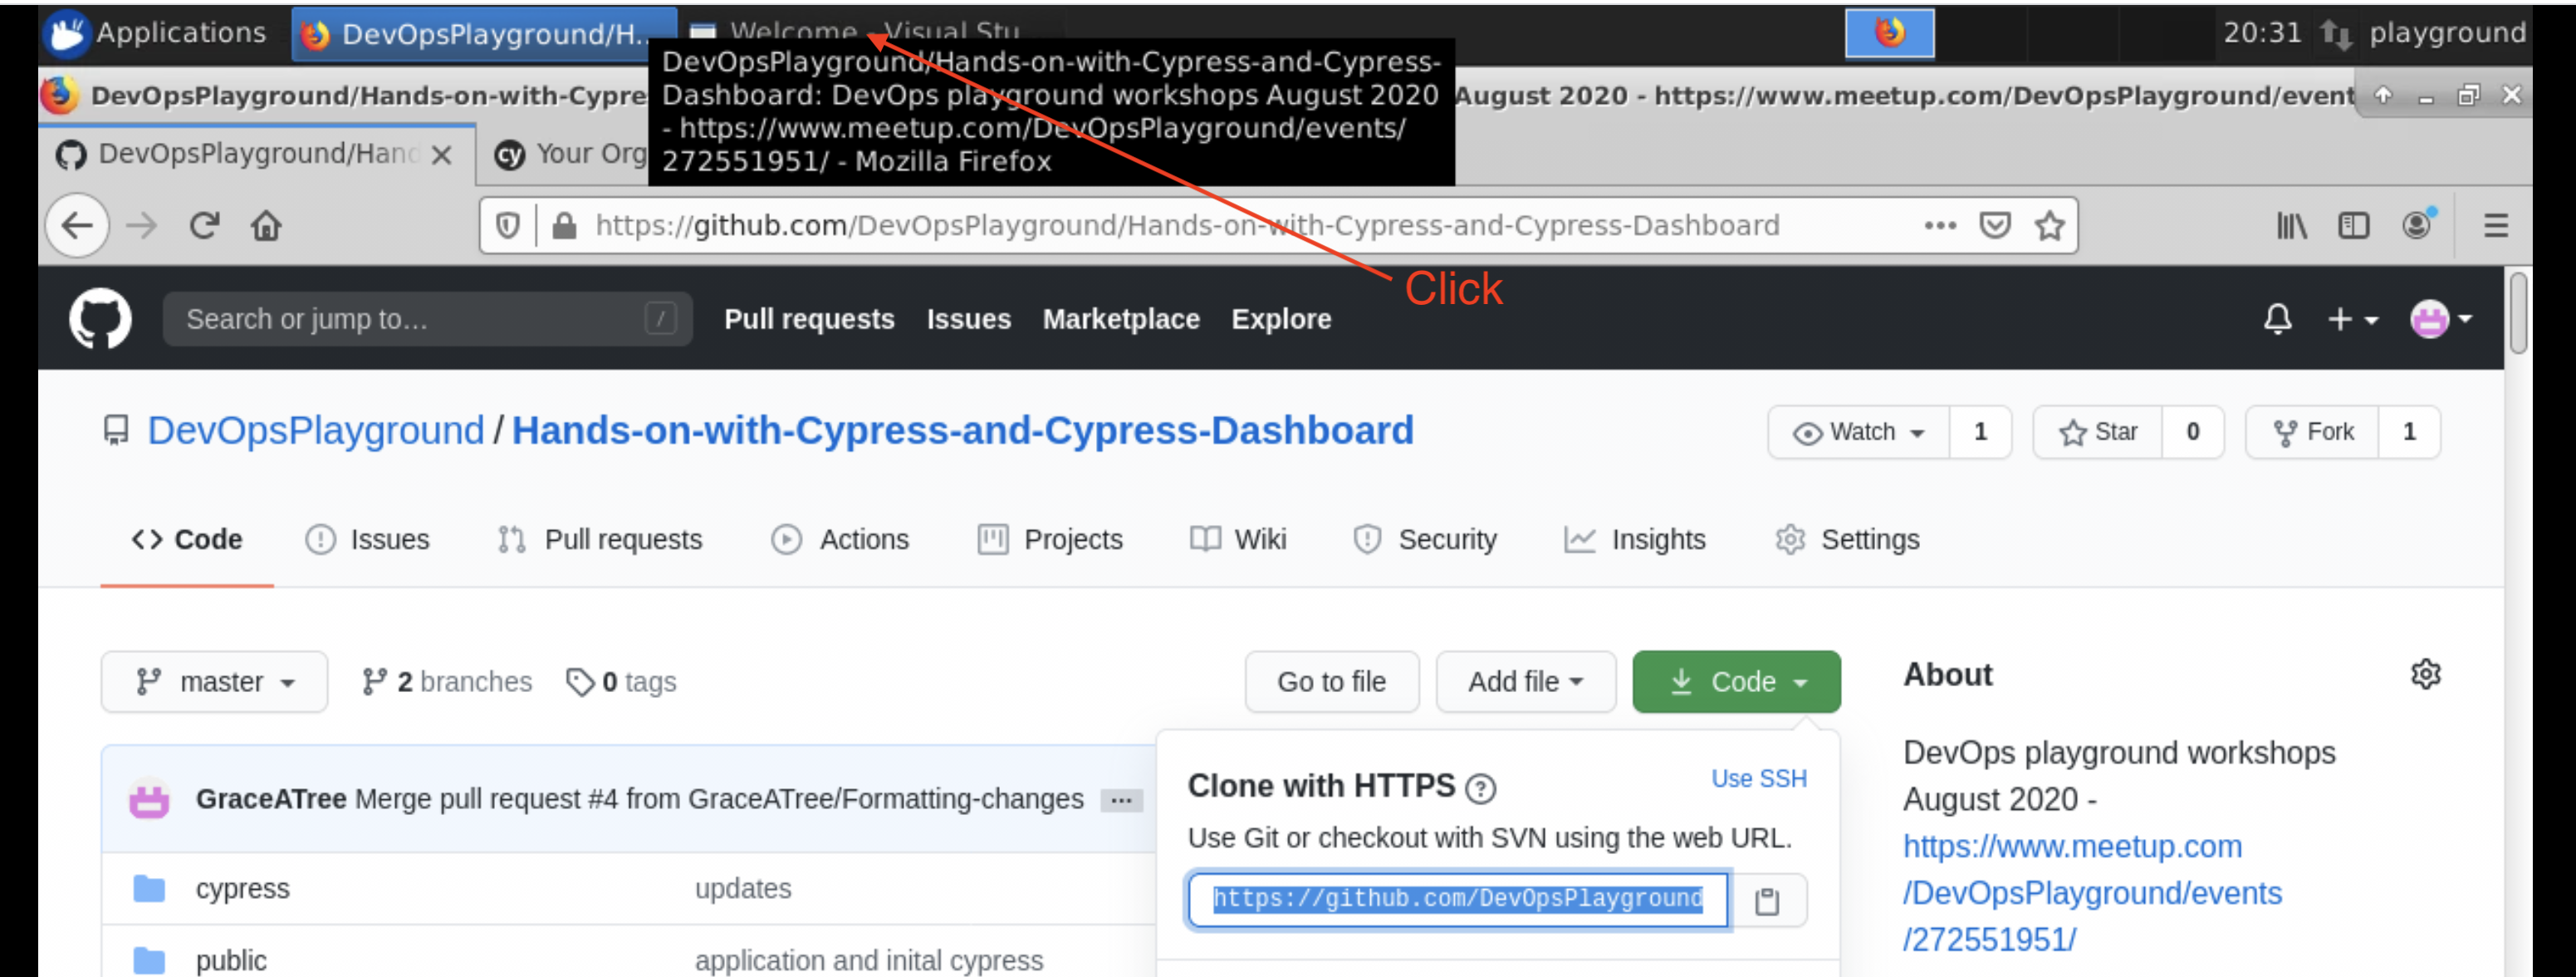 Applications
DevOpsPlayground/H...
Welcome - Visual Stu...
20:31
playground
DevOpsPlayground/Hands-on-with-Cypre
DevOpsPlayground/Hands-on-with-Cypress-and-Cypress-
Dashboard: DevOps playground workshops August 2020
- https://www.meetup.com/DevOpsPlayground/events/
272551951/ - Mozilla Firefox
August 2020 - https://www.meetup.com/DevOpsPlayground/event
DevOpsPlayground/Hand
cy Your Org
https://github.com/DevOpsPlayground/Hands-on-with-Cypress-and-Cypress-Dashboard
Click
Search or jump to…
/
Pull requests Issues Marketplace Explore
DevOpsPlayground / Hands-on-with-Cypress-and-Cypress-Dashboard
Watch 1
Star 0
Fork 1
<> Code Issues Pull requests Actions Projects Wiki Security Insights Settings
master 2 branches 0 tags
Go to file Add file Code
About
GraceATree Merge pull request #4 from GraceATree/Formatting-changes ...
cypress updates
public application and inital cypress
Clone with HTTPS ? Use SSH
Use Git or checkout with SVN using the web URL.
https://github.com/DevOpsPlayground
DevOps playground workshops
August 2020 -
https://www.meetup.com
/DevOpsPlayground/events
/272551951/